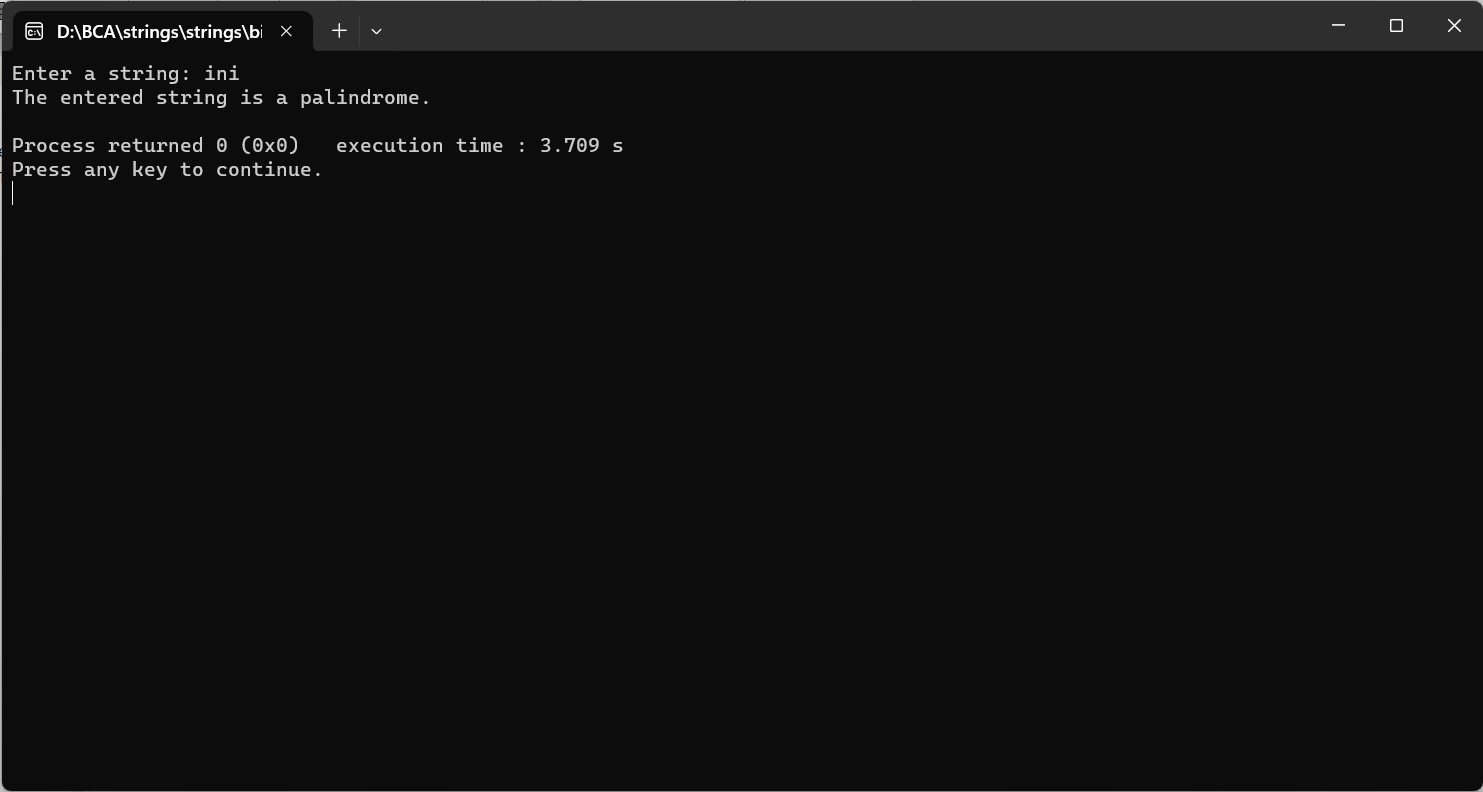 D:\BCA\strings\strings\bi
Enter a string: ini
The entered string is a palindrome.
Process returned 0 (0x0)   execution time : 3.709 s
Press any key to continue.